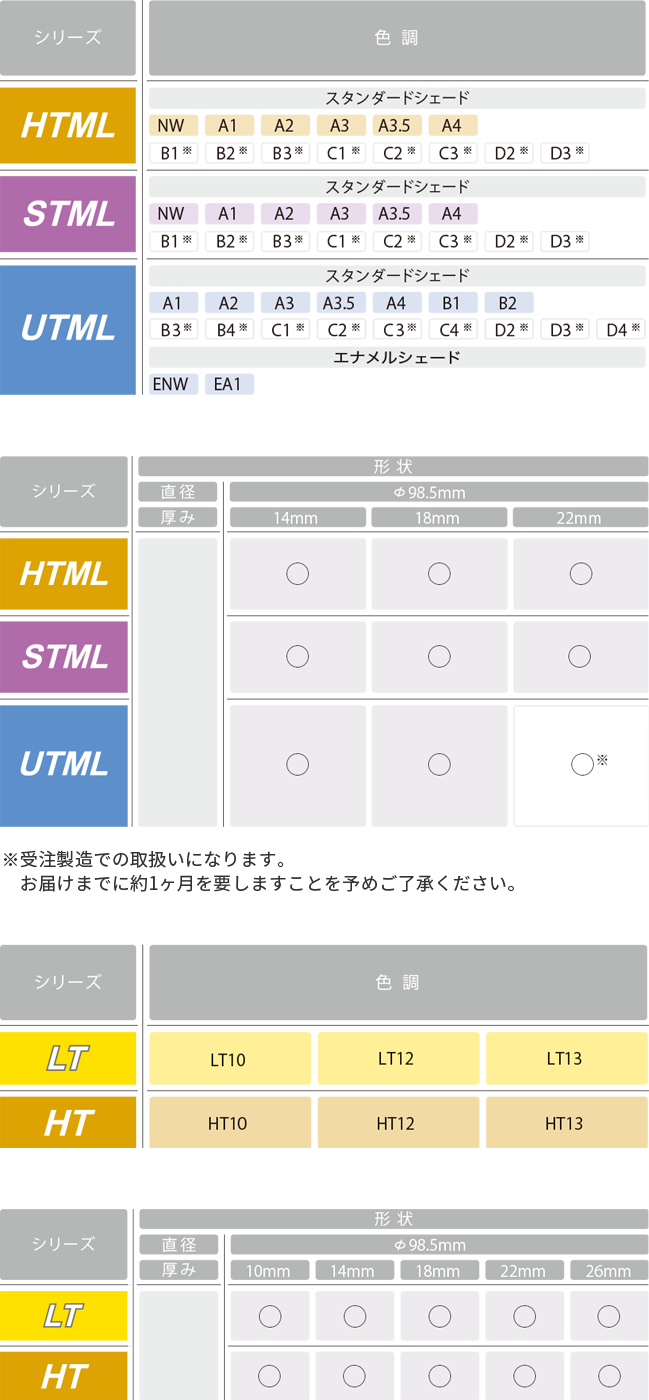 シリーズ 色 調
スタンダードシェード
HTML
NW A1 A2 A3 A3.5 A4
B1※ B2※ B3※ C1※ C2※ C3※ D2※ D3※
スタンダードシェード
STML
NW A1 A2 A3 A3.5 A4
B1※ B2※ B3※ C1※ C2※ C3※ D2※ D3※
スタンダードシェード
UTML
A1 A2 A3 A3.5 A4 B1 B2
B3※ B4※ C1※ C2※ C3※ C4※ D2※ D3※ D4※
エナメルシェード
ENW EA1
形 状
シリーズ 直径 Φ98.5mm
厚み 14mm 18mm 22mm
HTML ○ ○ ○
STML ○ ○ ○
UTML ○ ○ ○※
※受注製造での取扱いになります。
お届けまでに約1ヶ月を要しますことを予めご了承ください。
シリーズ 色 調
LT LT10 LT12 LT13
HT HT10 HT12 HT13
形 状
シリーズ 直径 Φ98.5mm
厚み 10mm 14mm 18mm 22mm 26mm
LT ○ ○ ○ ○ ○
HT ○ ○ ○ ○ ○